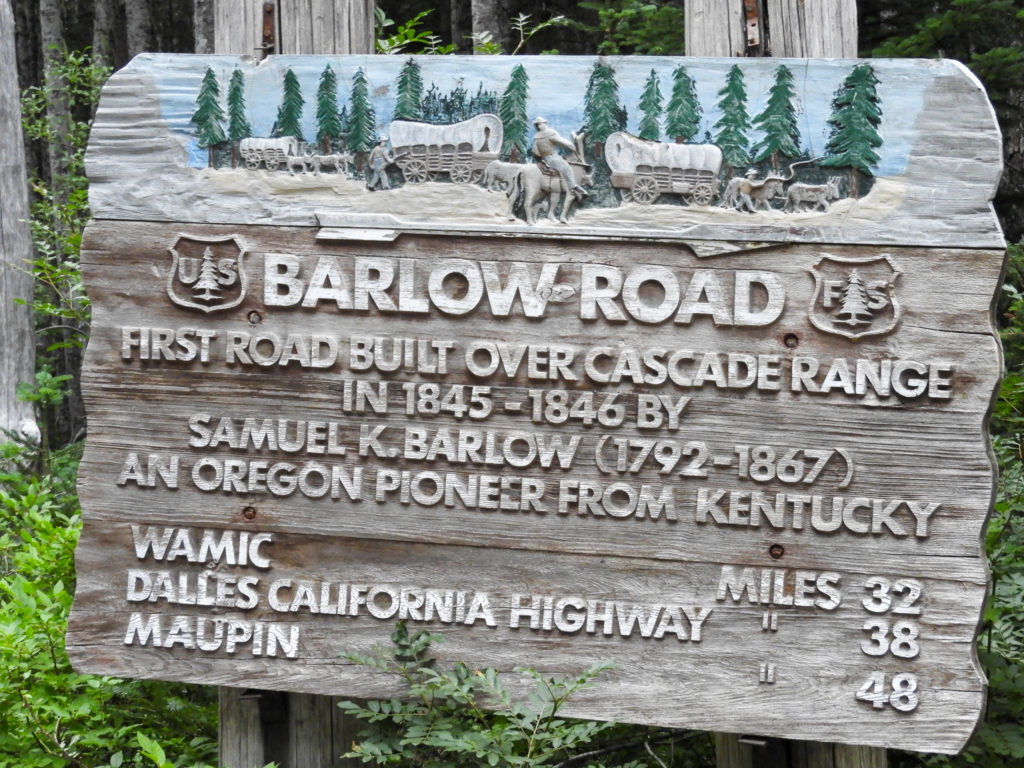 US BARLOW ROAD FS
FIRST ROAD BUILT OVER CASCADE RANGE
IN 1845 - 1846 BY
SAMUEL K. BARLOW (1792-1867)
AN OREGON PIONEER FROM KENTUCKY
WAMIC MILES 32
DALLES CALIFORNIA HIGHWAY " 38
MAUPIN " 48